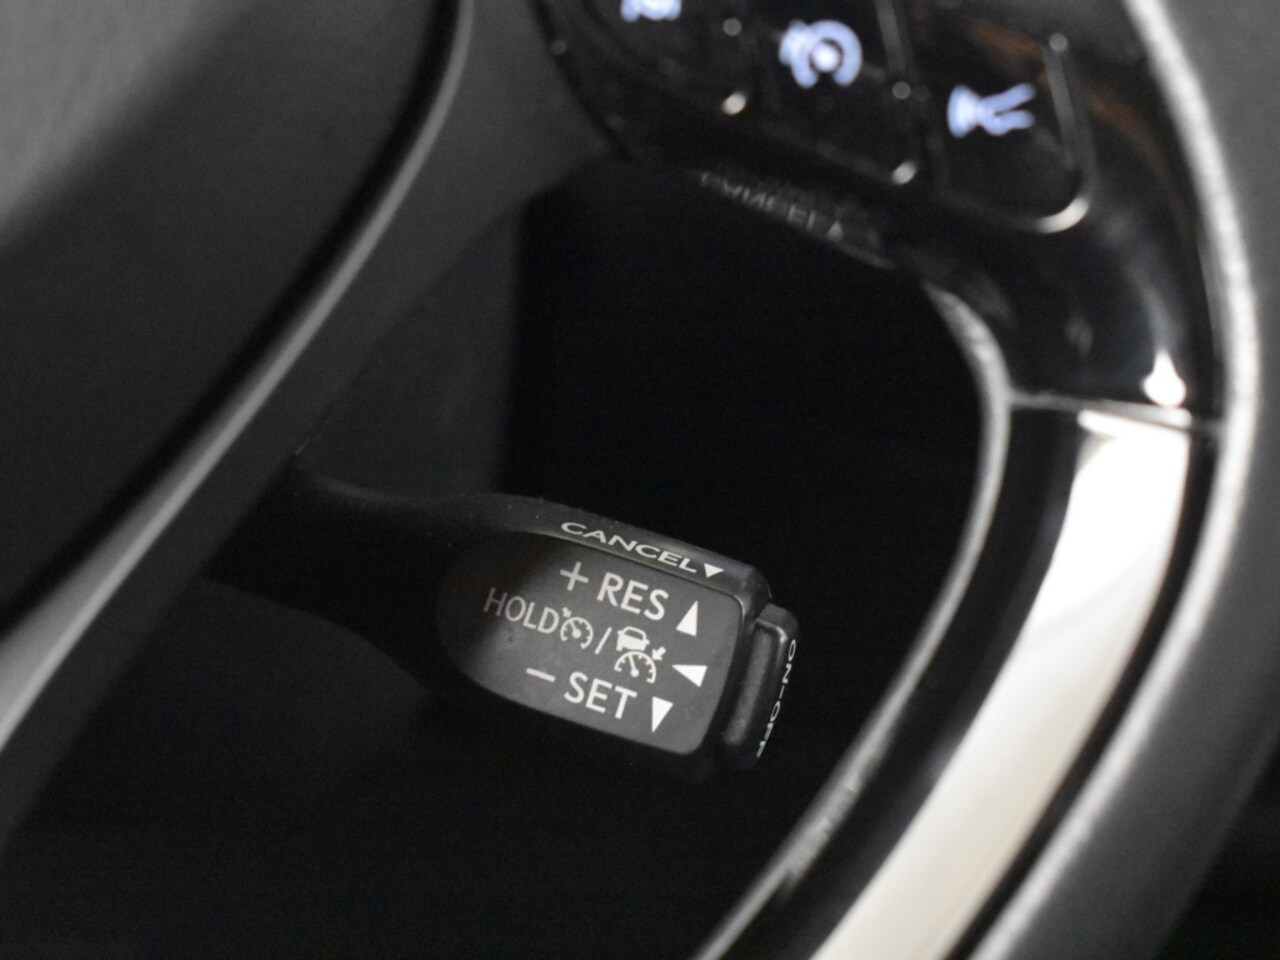 CANCEL▼
+ RES ▲
HOLD / ◀
− SET ▼
ON-OFF